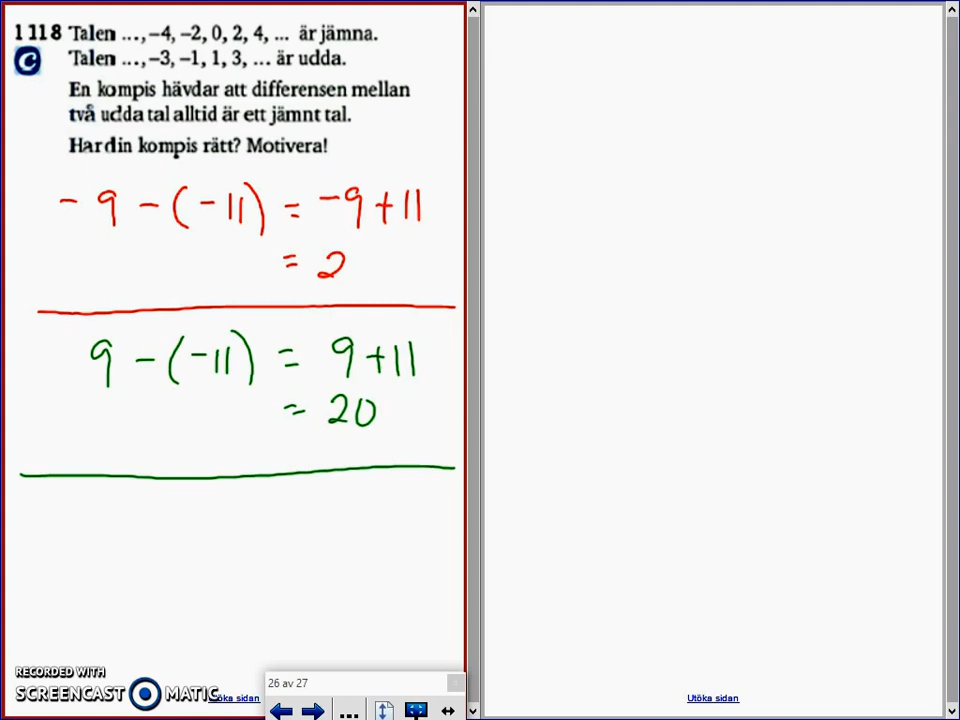 1118 Talen ..., −4, −2, 0, 2, 4, ... är jämna.
C Talen ..., −3, −1, 1, 3, ... är udda.
En kompis hävdar att differensen mellan
två udda tal alltid är ett jämnt tal.
Har din kompis rätt? Motivera!
- 9 - (-11) = -9+11
= 2
9 - (-11) = 9+11
= 20
RECORDED WITH
SCREENCAST MATIC
Utöka sidan
26 av 27
...
Utöka sidan